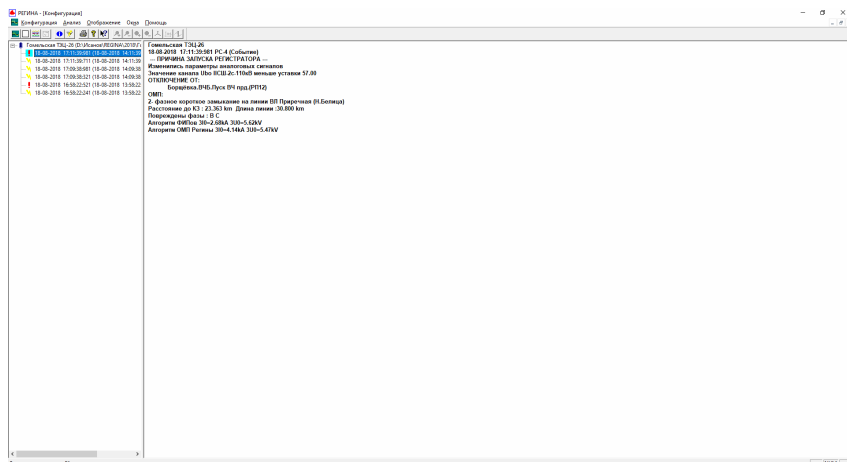 РЕГИНА - [Конфигурация]
Конфигурация Анализ Отображение Окна Помощь
Гомельская ТЭЦ-26 (D:\Исаков\REGINA\2018\Г)
18-08-2018 17:11:39:981 (18-08-2018 14:11:39
18-08-2018 17:11:39:711 (18-08-2018 14:11:39
18-08-2018 17:09:38:981 (18-08-2018 14:09:38
18-08-2018 17:09:38:321 (18-08-2018 14:09:38
18-08-2018 16:58:22:521 (18-08-2018 13:58:22
18-08-2018 16:58:22:241 (18-08-2018 13:58:22
Гомельская ТЭЦ-26
18-08-2018 17:11:39:981 РС-4 (Событие)
--- ПРИЧИНА ЗАПУСКА РЕГИСТРАТОРА ---
Изменились параметры аналоговых сигналов
Значение канала Ubo IIСШ.2с.110кВ меньше уставки 57.00
ОТКЛЮЧЕНИЕ ОТ:
Борщёвка.ВЧБ.Пуск ВЧ прд.(РП12)
ОМП:
2- фазное короткое замыкание на линии ВЛ Приречная (Н.Белица)
Расстояние до КЗ : 23.363 km Длина линии :30.800 km
Повреждены фазы : B C
Алгоритм ФИПов 3I0=2.68kA 3U0=5.62kV
Алгоритм ОМП Регины 3I0=4.14kA 3U0=5.47kV